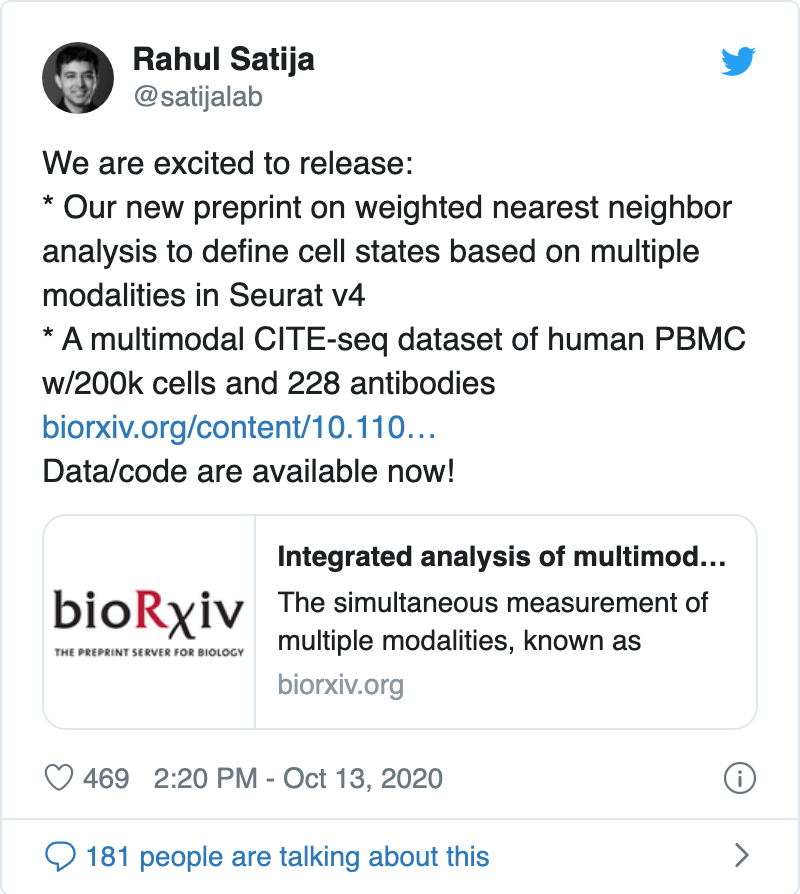 Rahul Satija
@satijalab
We are excited to release:
* Our new preprint on weighted nearest neighbor
analysis to define cell states based on multiple
modalities in Seurat v4
* A multimodal CITE-seq dataset of human PBMC
w/200k cells and 228 antibodies
biorxiv.org/content/10.110…
Data/code are available now!
bioRxiv
THE PREPRINT SERVER FOR BIOLOGY
Integrated analysis of multimod…
The simultaneous measurement of
multiple modalities, known as
biorxiv.org
469 2:20 PM - Oct 13, 2020
181 people are talking about this